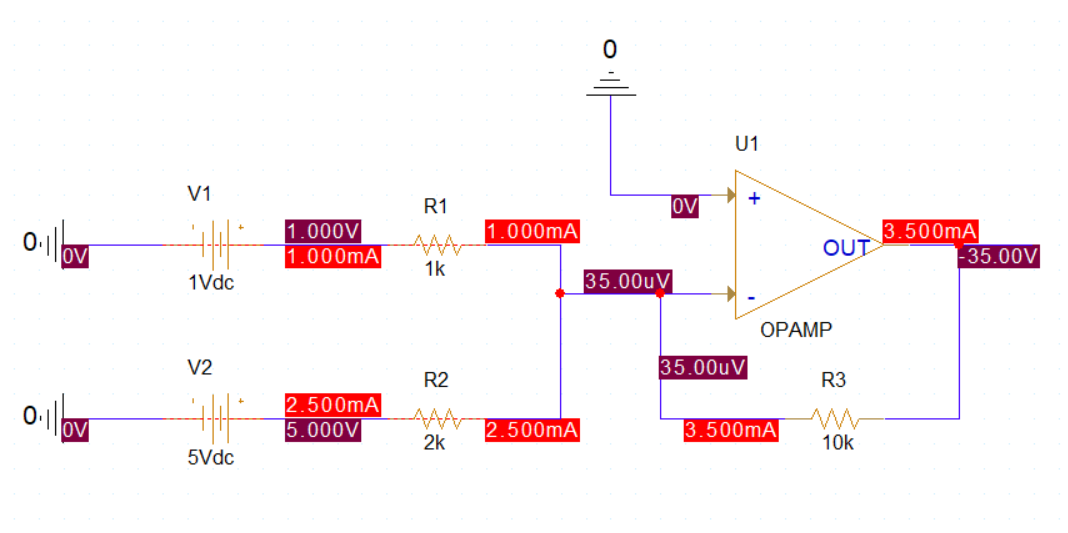 0
U1
V1
R1
+
0V
1.000V
1.000mA
3.500mA
0
0V
1.000mA
OUT
-35.00V
1Vdc
1k
35.00uV
-
OPAMP
V2
R2
35.00uV
R3
2.500mA
0
0V
5.000V
2.500mA
3.500mA
5Vdc
2k
10k